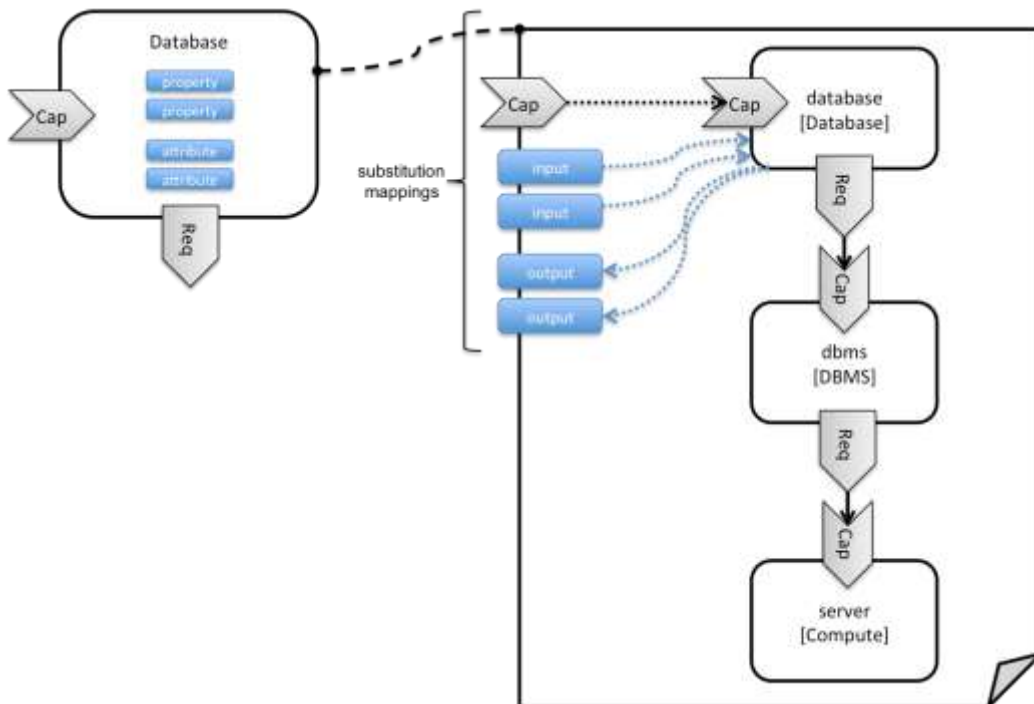 Database
property
property
attribute
attribute
Cap
Req
substitution
mappings
Cap
input
input
output
output
Cap
database
[Database]
Req
Cap
dbms
[DBMS]
Req
Cap
server
[Compute]